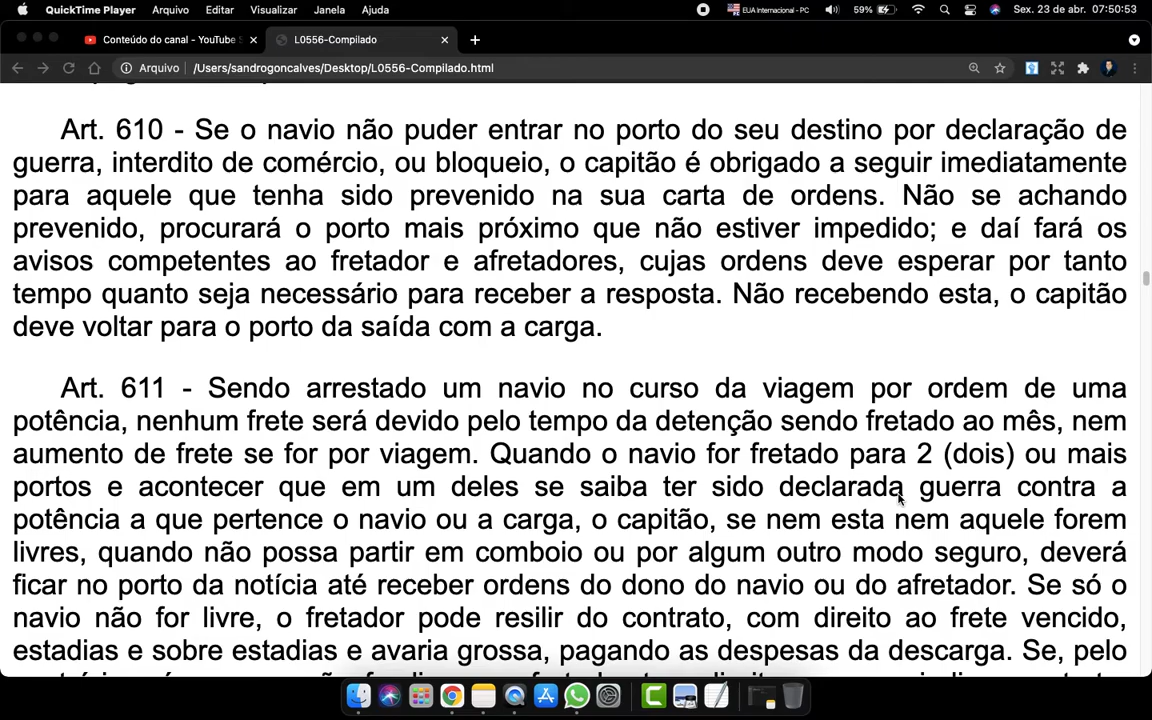 QuickTime Player Arquivo Editar Visualizar Janela Ajuda EUA Internacional - PC 59% Sex. 23 de abr. 07:50:53
Conteúdo do canal - YouTube S L0556-Compilado
Arquivo /Users/sandrogoncalves/Desktop/L0556-Compilado.html
Art. 610 - Se o navio não puder entrar no porto do seu destino por declaração de
guerra, interdito de comércio, ou bloqueio, o capitão é obrigado a seguir imediatamente
para aquele que tenha sido prevenido na sua carta de ordens. Não se achando
prevenido, procurará o porto mais próximo que não estiver impedido; e daí fará os
avisos competentes ao fretador e afretadores, cujas ordens deve esperar por tanto
tempo quanto seja necessário para receber a resposta. Não recebendo esta, o capitão
deve voltar para o porto da saída com a carga.
Art. 611 - Sendo arrestado um navio no curso da viagem por ordem de uma
potência, nenhum frete será devido pelo tempo da detenção sendo fretado ao mês, nem
aumento de frete se for por viagem. Quando o navio for fretado para 2 (dois) ou mais
portos e acontecer que em um deles se saiba ter sido declarada guerra contra a
potência a que pertence o navio ou a carga, o capitão, se nem esta nem aquele forem
livres, quando não possa partir em comboio ou por algum outro modo seguro, deverá
ficar no porto da notícia até receber ordens do dono do navio ou do afretador. Se só o
navio não for livre, o fretador pode resilir do contrato, com direito ao frete vencido,
estadias e sobre estadias e avaria grossa, pagando as despesas da descarga. Se, pelo